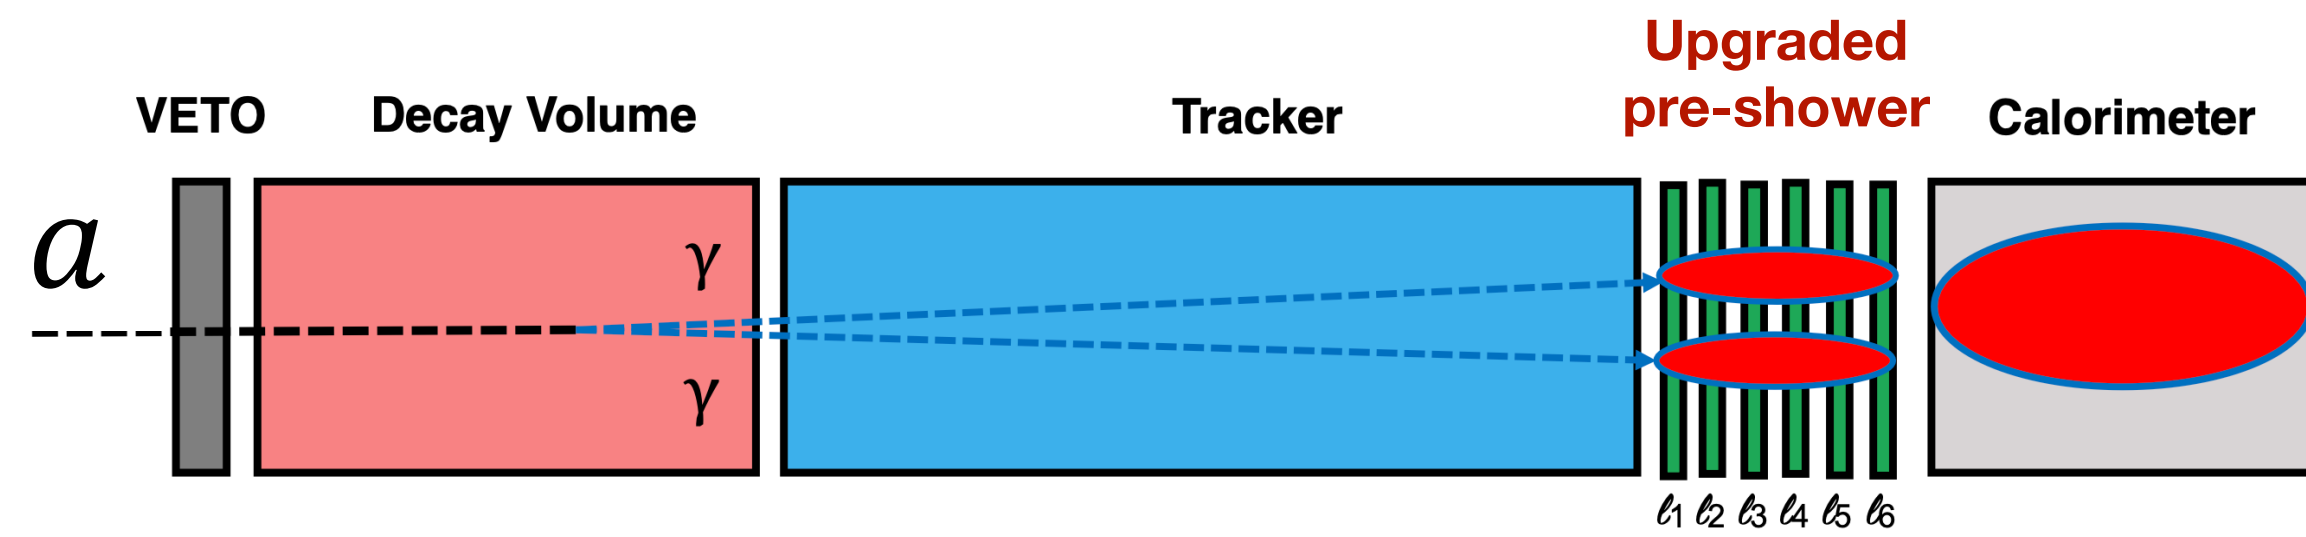 Upgraded
pre-shower
VETO
Decay Volume
Tracker
Calorimeter
a
γ
γ
ℓ1 ℓ2 ℓ3 ℓ4 ℓ5 ℓ6